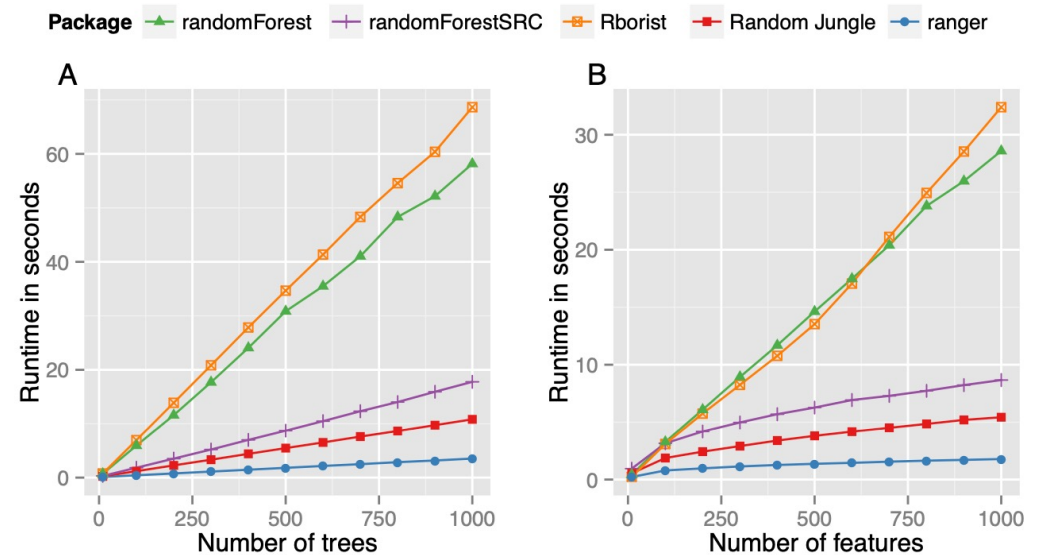 Package randomForest randomForestSRC Rborist Random Jungle ranger
A
60
40
20
0
Runtime in seconds
0 250 500 750 1000
Number of trees
B
30
20
10
0
Runtime in seconds
0 250 500 750 1000
Number of features